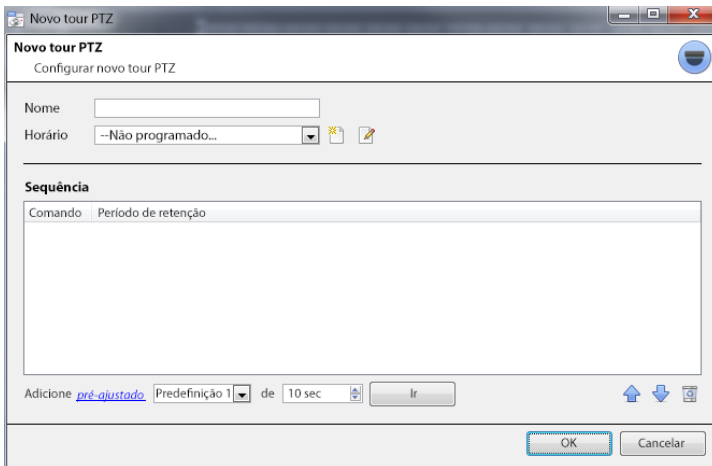 Novo tour PTZ
Novo tour PTZ
Configurar novo tour PTZ
Nome
Horário --Não programado...
Sequência
Comando Período de retenção
Adicione pré-ajustado Predefinição 1 de 10 sec Ir
OK Cancelar